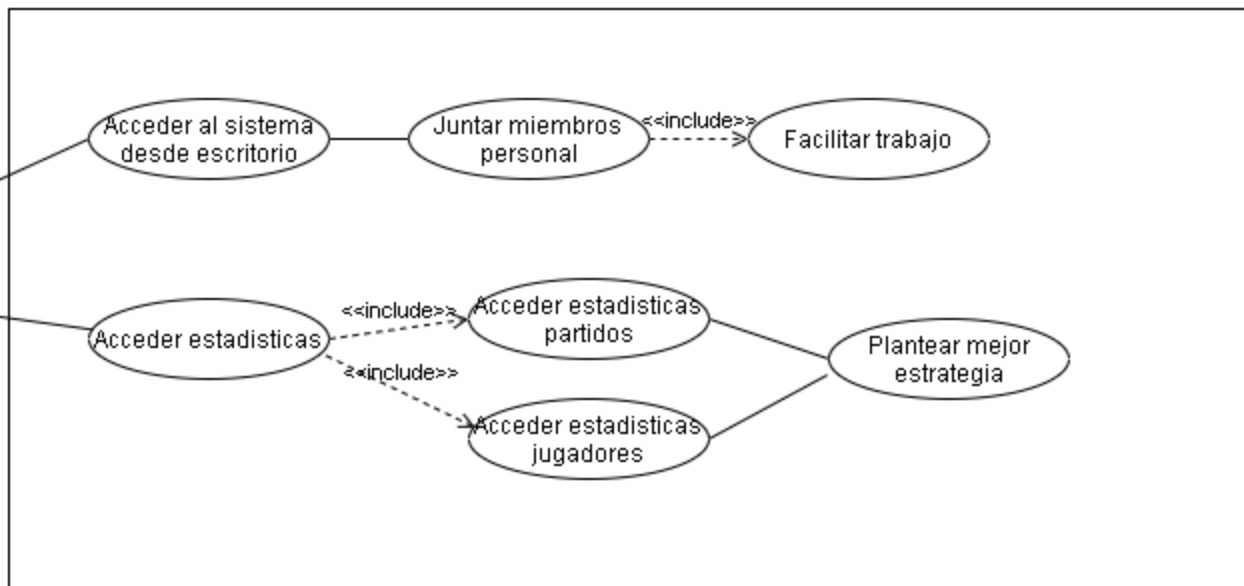 Acceder al sistema
desde escritorio
Juntar miembros
personal
<<include>>
Facilitar trabajo
Acceder estadisticas
<<include>>
<<include>>
Acceder estadisticas
partidos
Acceder estadisticas
jugadores
Plantear mejor
estrategia